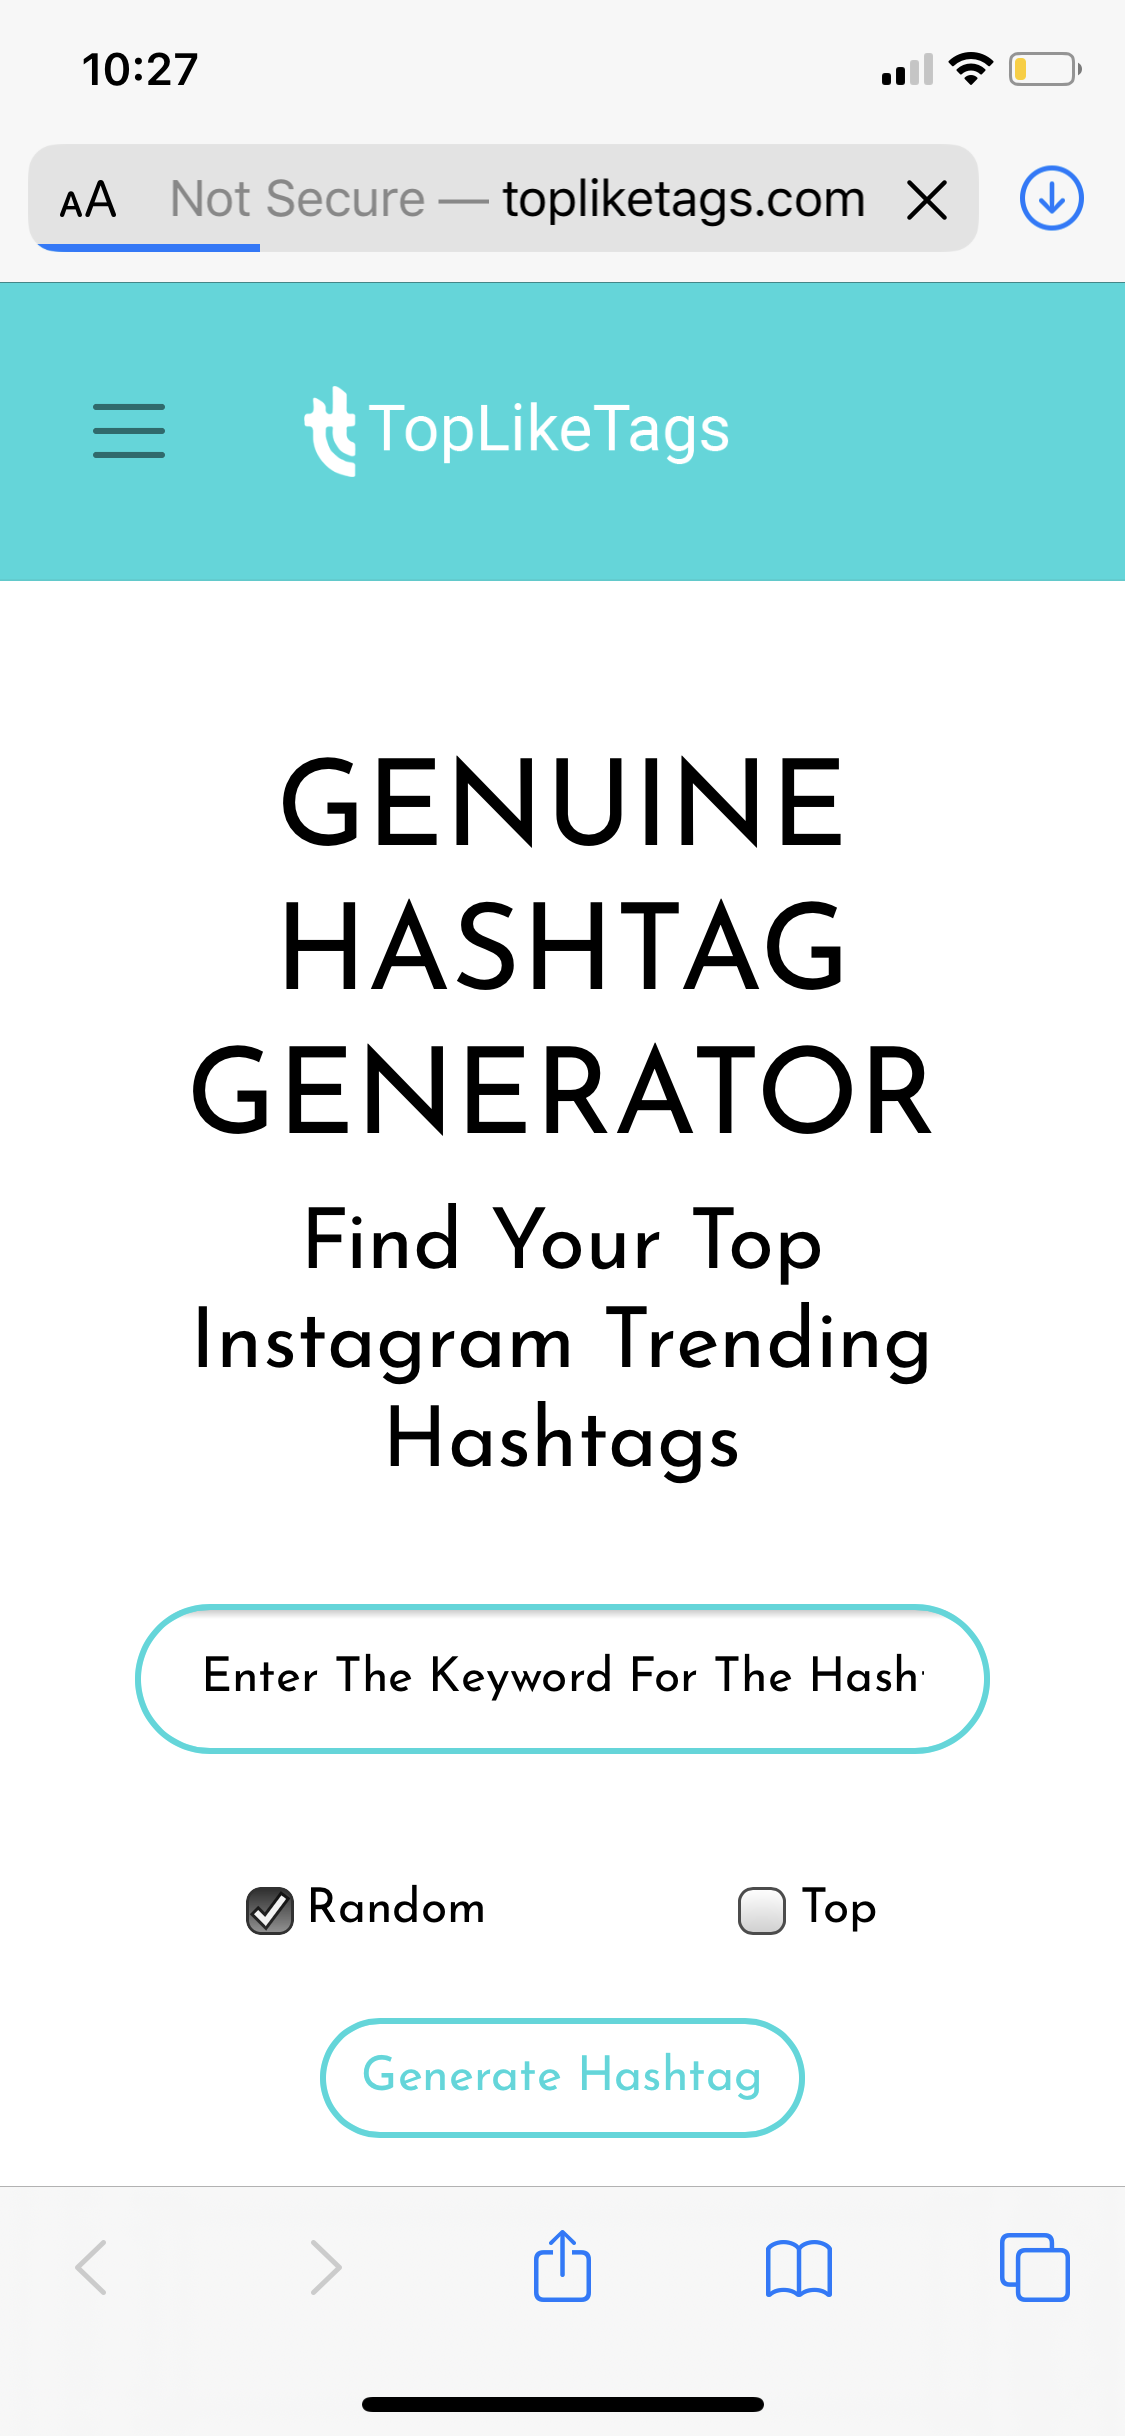 10:27
AA Not Secure — topliketags.com
TopLikeTags
GENUINE
HASHTAG
GENERATOR
Find Your Top
Instagram Trending
Hashtags
Enter The Keyword For The Hash
Random Top
Generate Hashtag